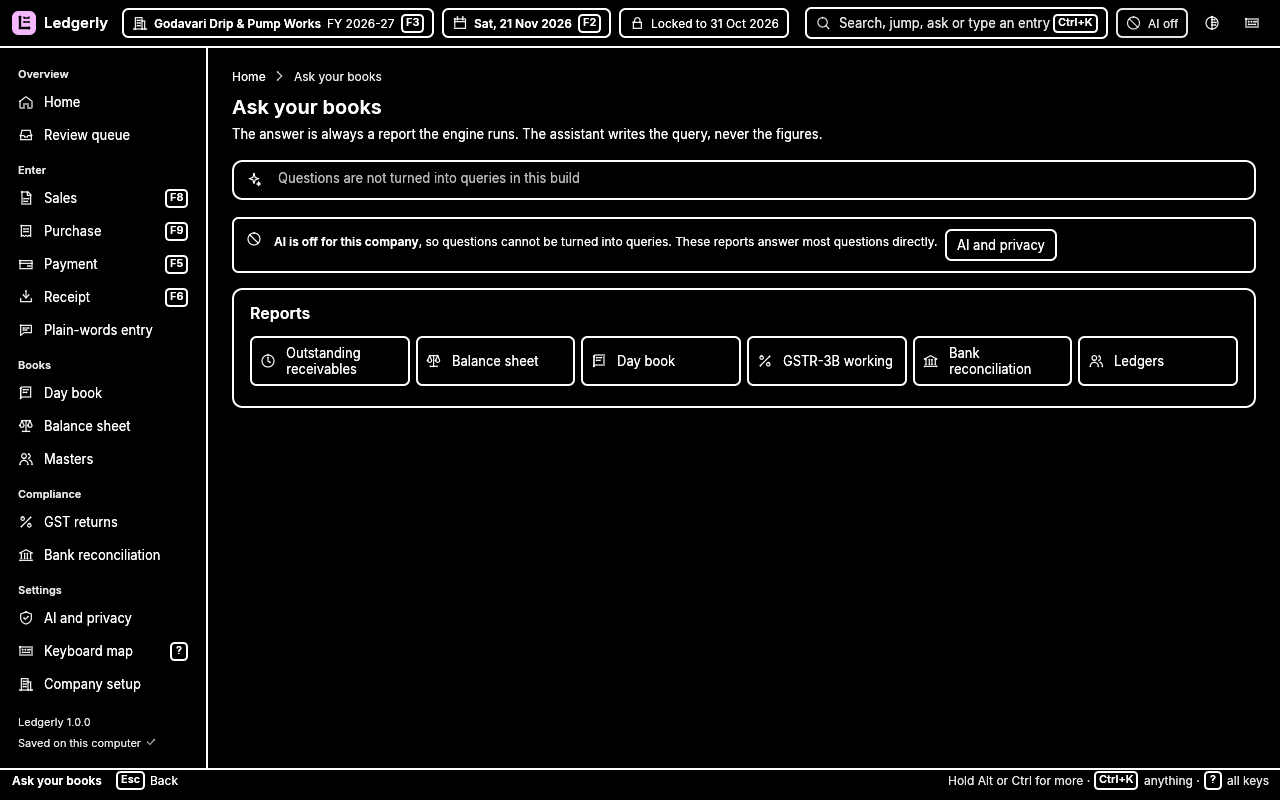 Ledgerly
Godavari Drip & Pump Works FY 2026-27 F3
Sat, 21 Nov 2026 F2
Locked to 31 Oct 2026
Search, jump, ask or type an entry Ctrl+K
AI off
Overview
Home
Review queue
Enter
Sales F8
Purchase F9
Payment F5
Receipt F6
Plain-words entry
Books
Day book
Balance sheet
Masters
Compliance
GST returns
Bank reconciliation
Settings
AI and privacy
Keyboard map ?
Company setup
Ledgerly 1.0.0
Saved on this computer
Home > Ask your books
Ask your books
The answer is always a report the engine runs. The assistant writes the query, never the figures.
Questions are not turned into queries in this build
AI is off for this company, so questions cannot be turned into queries. These reports answer most questions directly. AI and privacy
Reports
Outstanding
receivables
Balance sheet
Day book
GSTR-3B working
Bank
reconciliation
Ledgers
Ask your books Esc Back
Hold Alt or Ctrl for more · Ctrl+K anything · ? all keys